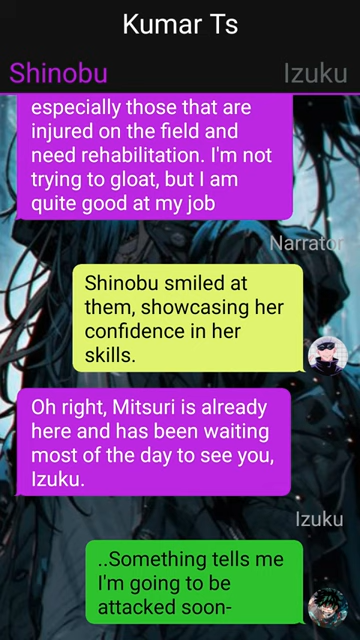 Kumar Ts
Shinobu
Izuku
especially those that are
injured on the field and
need rehabilitation. I'm not
trying to gloat, but I am
quite good at my job
Narrator
Shinobu smiled at
them, showcasing her
confidence in her
skills.
Oh right, Mitsuri is already
here and has been waiting
most of the day to see you,
Izuku.
Izuku
..Something tells me
I'm going to be
attacked soon-